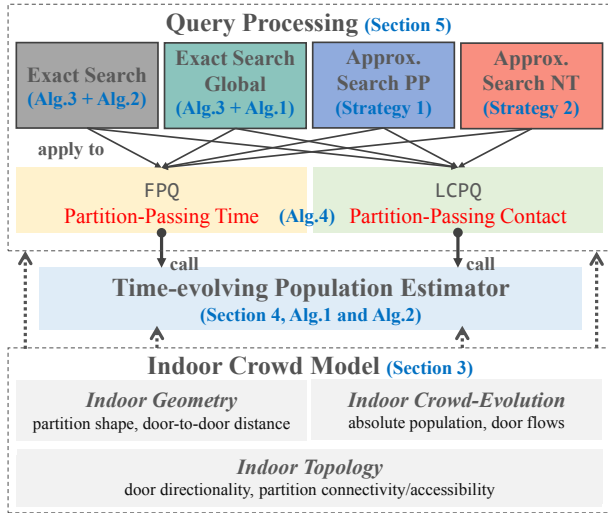 Query Processing (Section 5)
Exact Search
(Alg.3 + Alg.2)
Exact Search
Global
(Alg.3 + Alg.1)
Approx.
Search PP
(Strategy 1)
Approx.
Search NT
(Strategy 2)
apply to
FPQ
Partition-Passing Time
(Alg.4)
LCPQ
Partition-Passing Contact
call
call
Time-evolving Population Estimator
(Section 4, Alg.1 and Alg.2)
Indoor Crowd Model (Section 3)
Indoor Geometry
partition shape, door-to-door distance
Indoor Crowd-Evolution
absolute population, door flows
Indoor Topology
door directionality, partition connectivity/accessibility